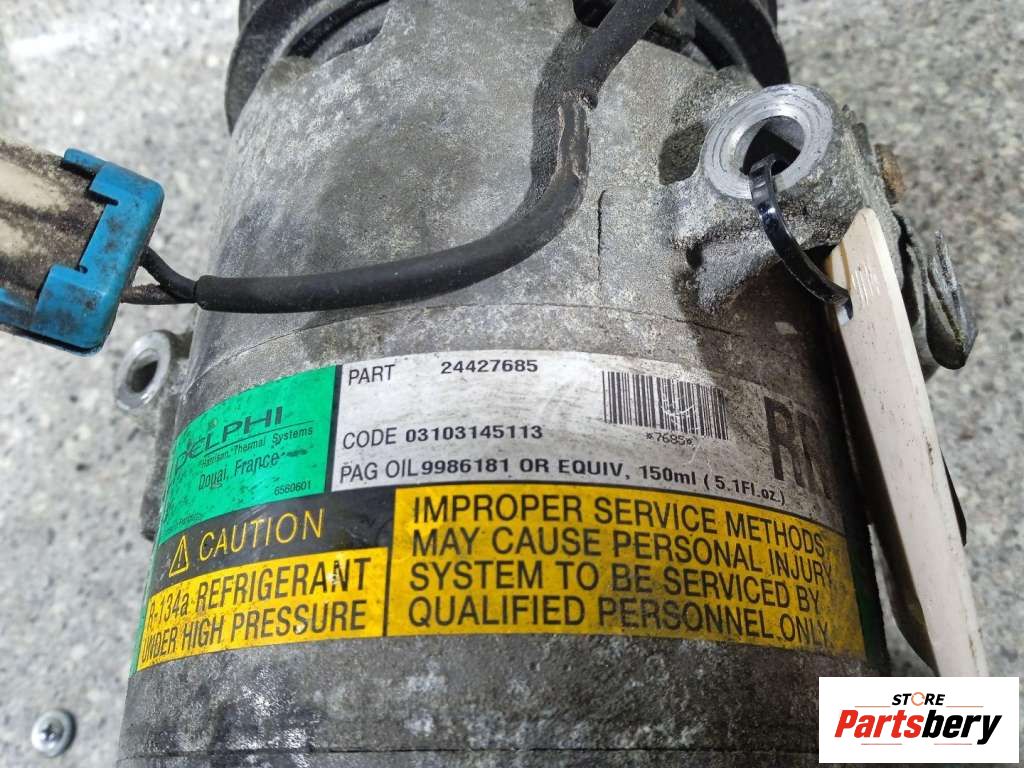 PART 24427685
*7685*
CODE 03103145113
PAG OIL 9986181 OR EQUIV, 150ml (5.1Fl.oz.)
DELPHI
Harrison Thermal Systems
Douai, France
6560601
CAUTION
R-134a REFRIGERANT
UNDER HIGH PRESSURE
IMPROPER SERVICE METHODS
MAY CAUSE PERSONAL INJURY
SYSTEM TO BE SERVICED BY
QUALIFIED PERSONNEL ONLY
STORE
Partsbery